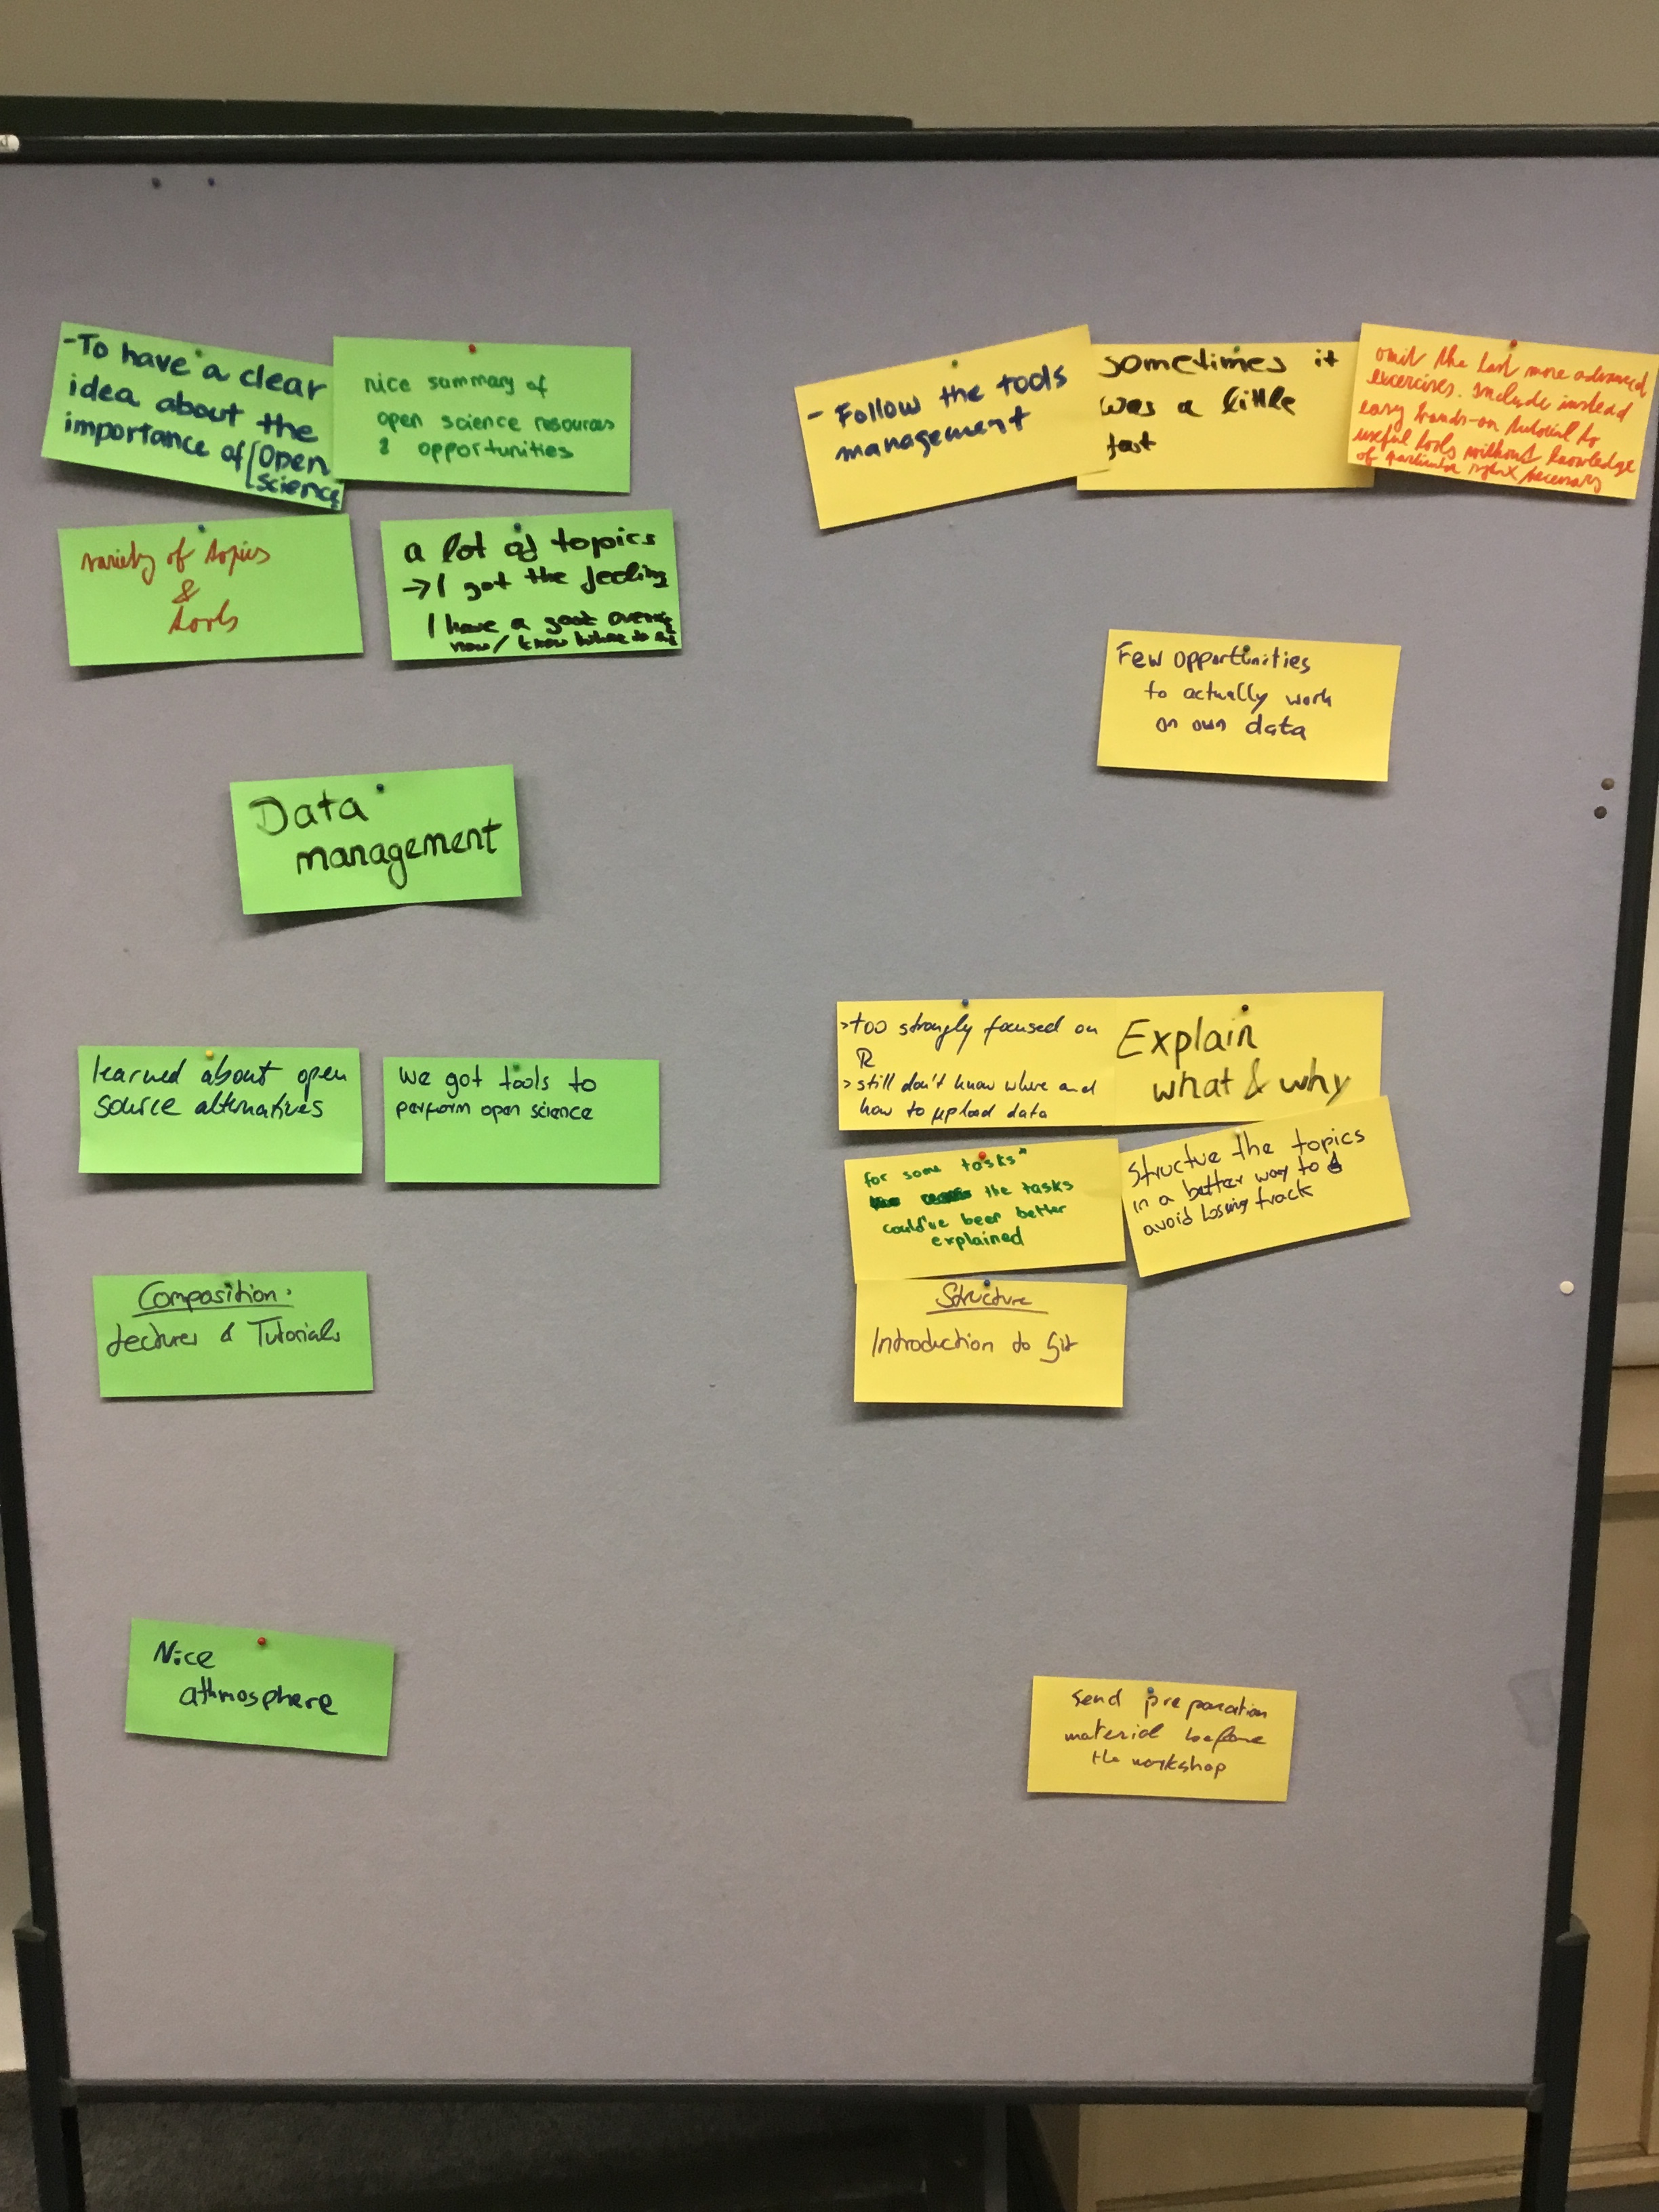 -To have a clear
idea about the
importance of Open
science
nice summary of
open science resources
& opportunities
variety of topics
&
tools
a lot of topics
→ I got the feeling
I have a good
now / know where to
Data
management
learned about open
source alternatives
we got tools to
perform open science
Composition:
Lectures & Tutorials
Nice
athmosphere
- Follow the tools
management
sometimes it
was a little
fast
omit the last more advanced
excercises. Include instead
easy hands-on tutorial to
useful tools without knowledge
of particular necessary
Few opportunities
to actually work
on own data
>too strongly focused on
R
> still don't know where and
how to upload data
Explain
what & why
for some tasks"
the tasks
could've been better
explained
Structure the topics
in a better way to
avoid losing track
Structure
Introduction to Git
send preparation
material before
the workshop